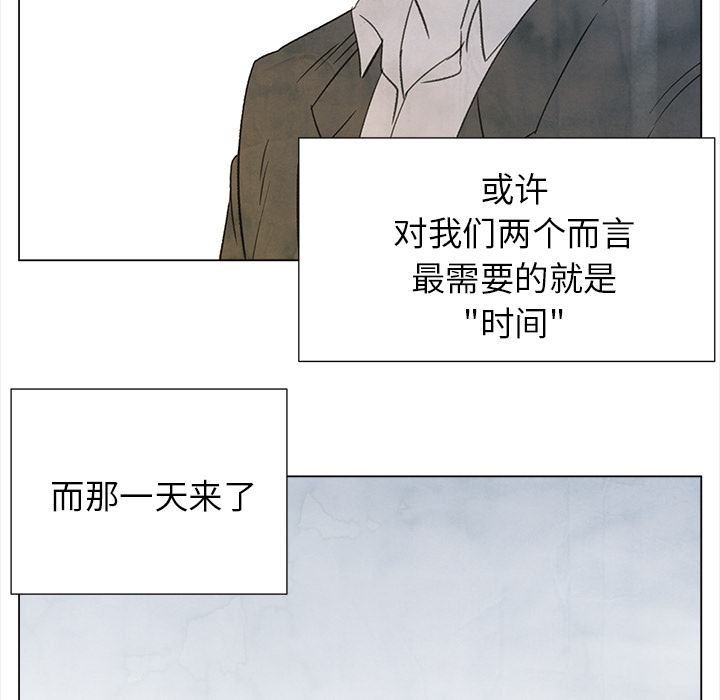 或许
对我们两个而言
最需要的就是
"时间"
而那一天来了